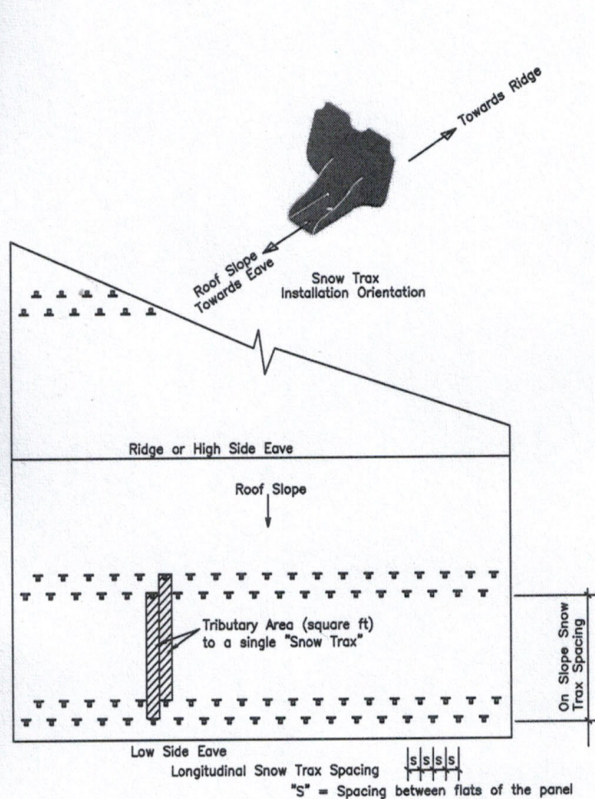 Towards Ridge
Roof Slope
Towards Eave
Snow Trax
Installation Orientation
Ridge or High Side Eave
Roof Slope
Tributary Area (square ft)
to a single "Snow Trax"
On Slope Snow
Trax Spacing
Low Side Eave
Longitudinal Snow Trax Spacing
S S S S
"S" = Spacing between flats of the panel